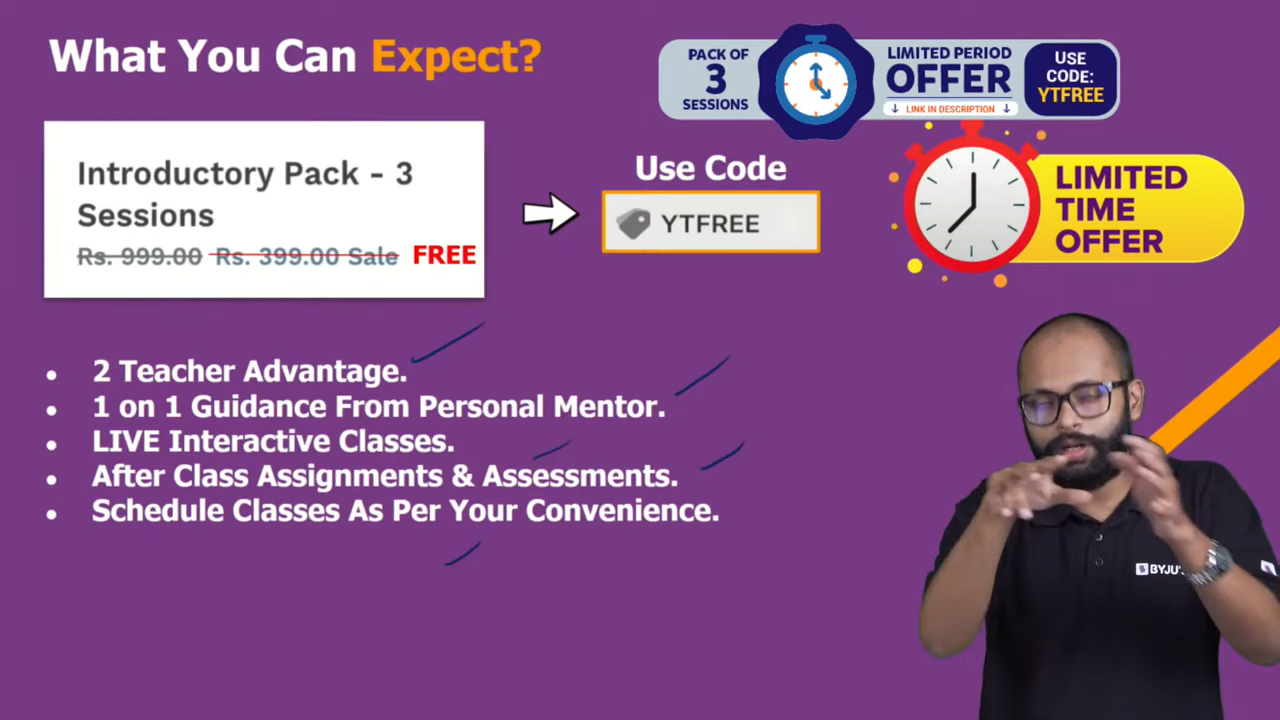 What You Can Expect?
PACK OF
3
SESSIONS
LIMITED PERIOD
OFFER
LINK IN DESCRIPTION
USE
CODE:
YTFREE
Introductory Pack - 3
Sessions
Rs. 999.00 Rs. 399.00 Sale FREE
Use Code
YTFREE
LIMITED
TIME
OFFER
• 2 Teacher Advantage.
• 1 on 1 Guidance From Personal Mentor.
• LIVE Interactive Classes.
• After Class Assignments & Assessments.
• Schedule Classes As Per Your Convenience.
BYJU'S